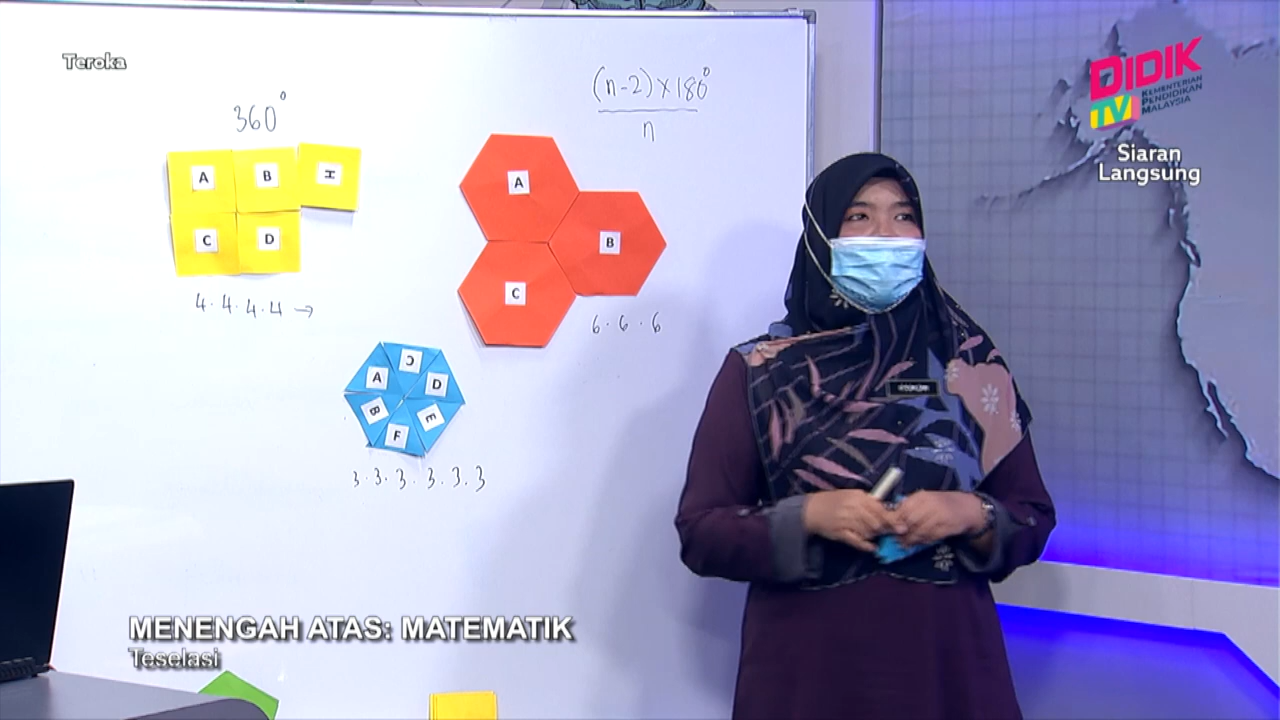 Teroka
360°
A B H
C D
4.4.4.4 →
(n-2)×180°
n
A
B
C
6.6.6
C
A D
B E
F
3.3.3.3.3.3
DIDIK
TV
KEMENTERIAN
PENDIDIKAN
MALAYSIA
Siaran
Langsung
MENENGAH ATAS: MATEMATIK
Teselasi